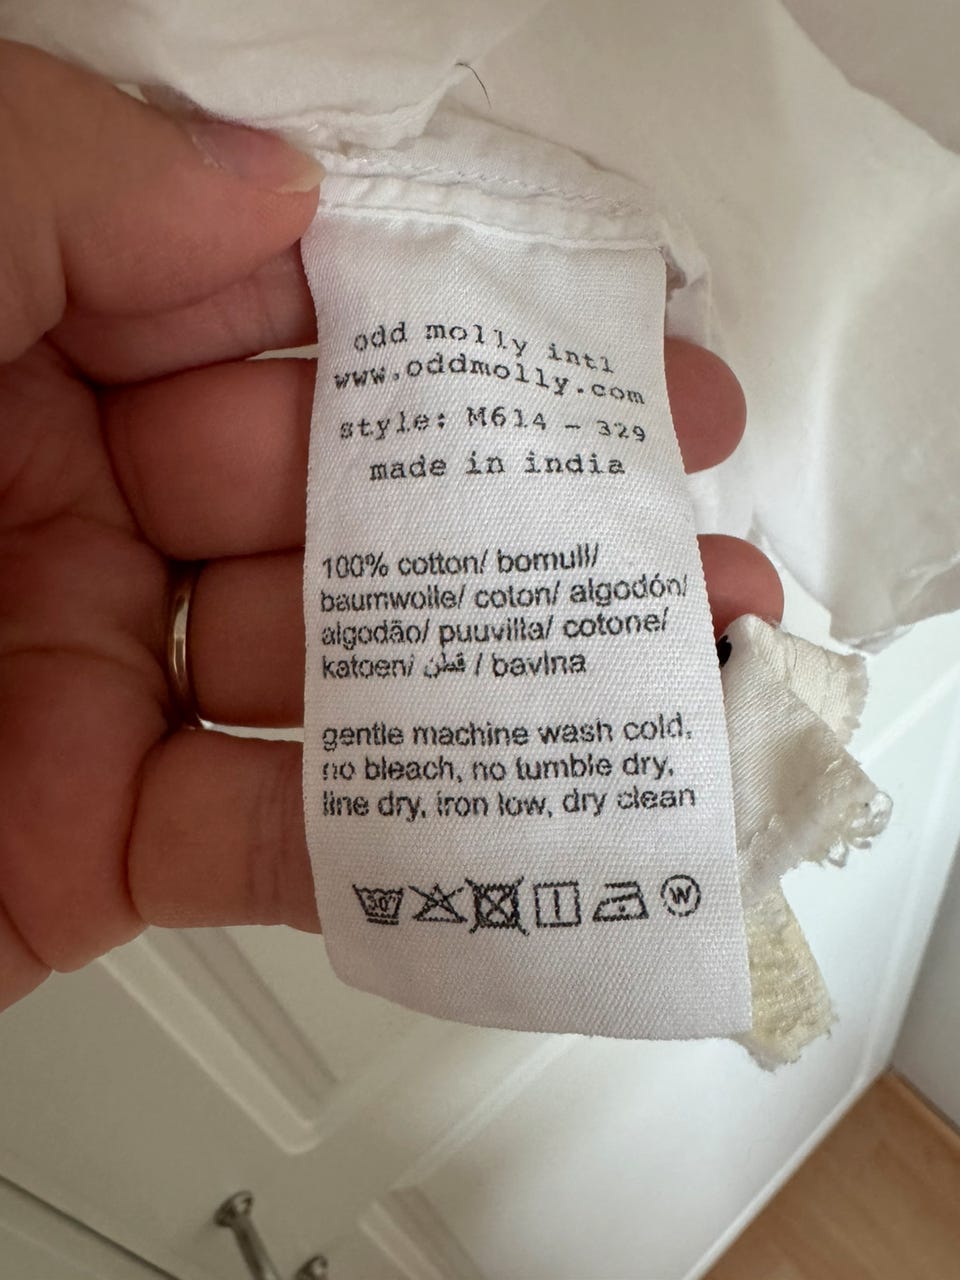 odd molly intl
www.oddmolly.com
style: M614 - 329
made in india
100% cotton/ bomull/
baumwolle/ coton/ algodón/
algodão/ puuvilla/ cotone/
katoen/ قطن / bavlna
gentle machine wash cold,
no bleach, no tumble dry,
line dry, iron low, dry clean
30°
W